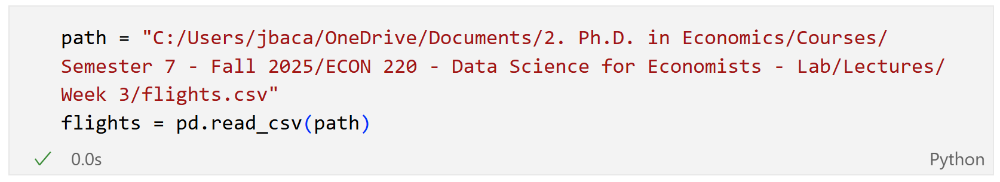 path = "C:/Users/jbaca/OneDrive/Documents/2. Ph.D. in Economics/Courses/
Semester 7 - Fall 2025/ECON 220 - Data Science for Economists - Lab/Lectures/
Week 3/flights.csv"
flights = pd.read_csv(path)
✓ 0.0s Python